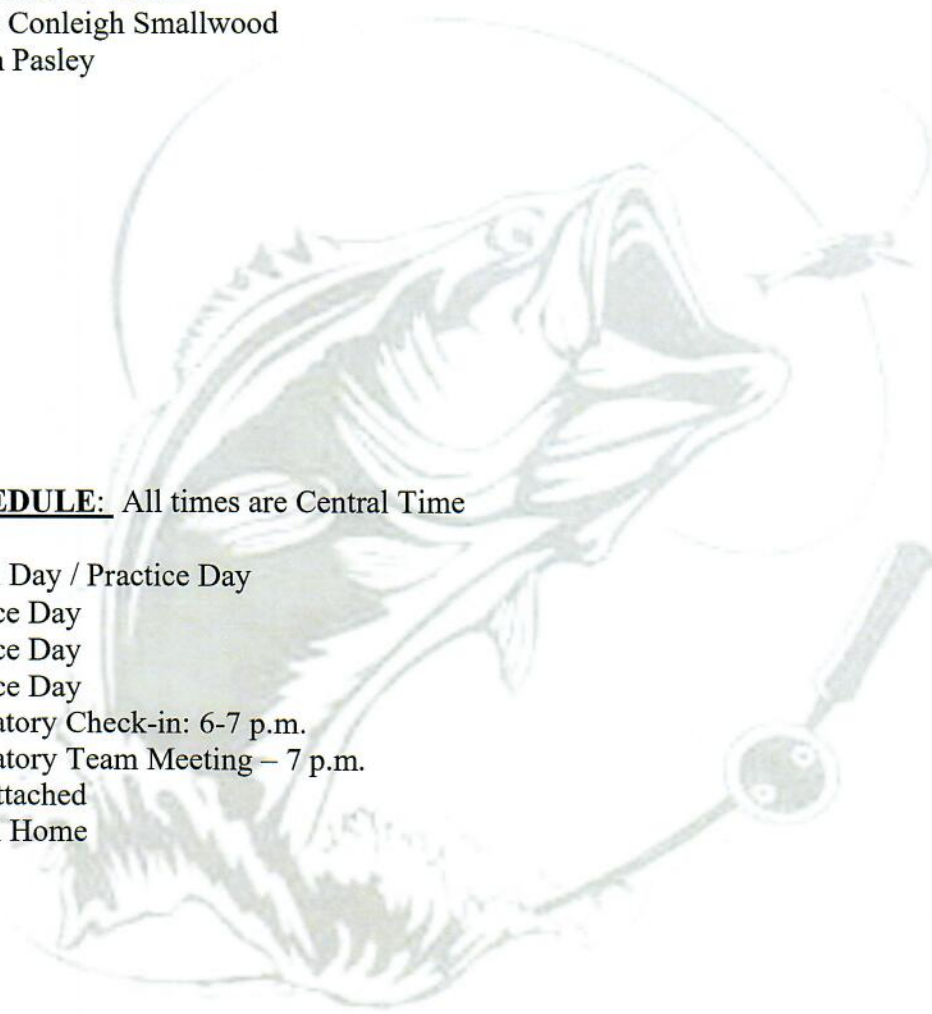 Conleigh Smallwood
Pasley
EDULE: All times are Central Time
Day / Practice Day
ce Day
ce Day
ce Day
atory Check-in: 6-7 p.m.
atory Team Meeting – 7 p.m.
ttached
Home